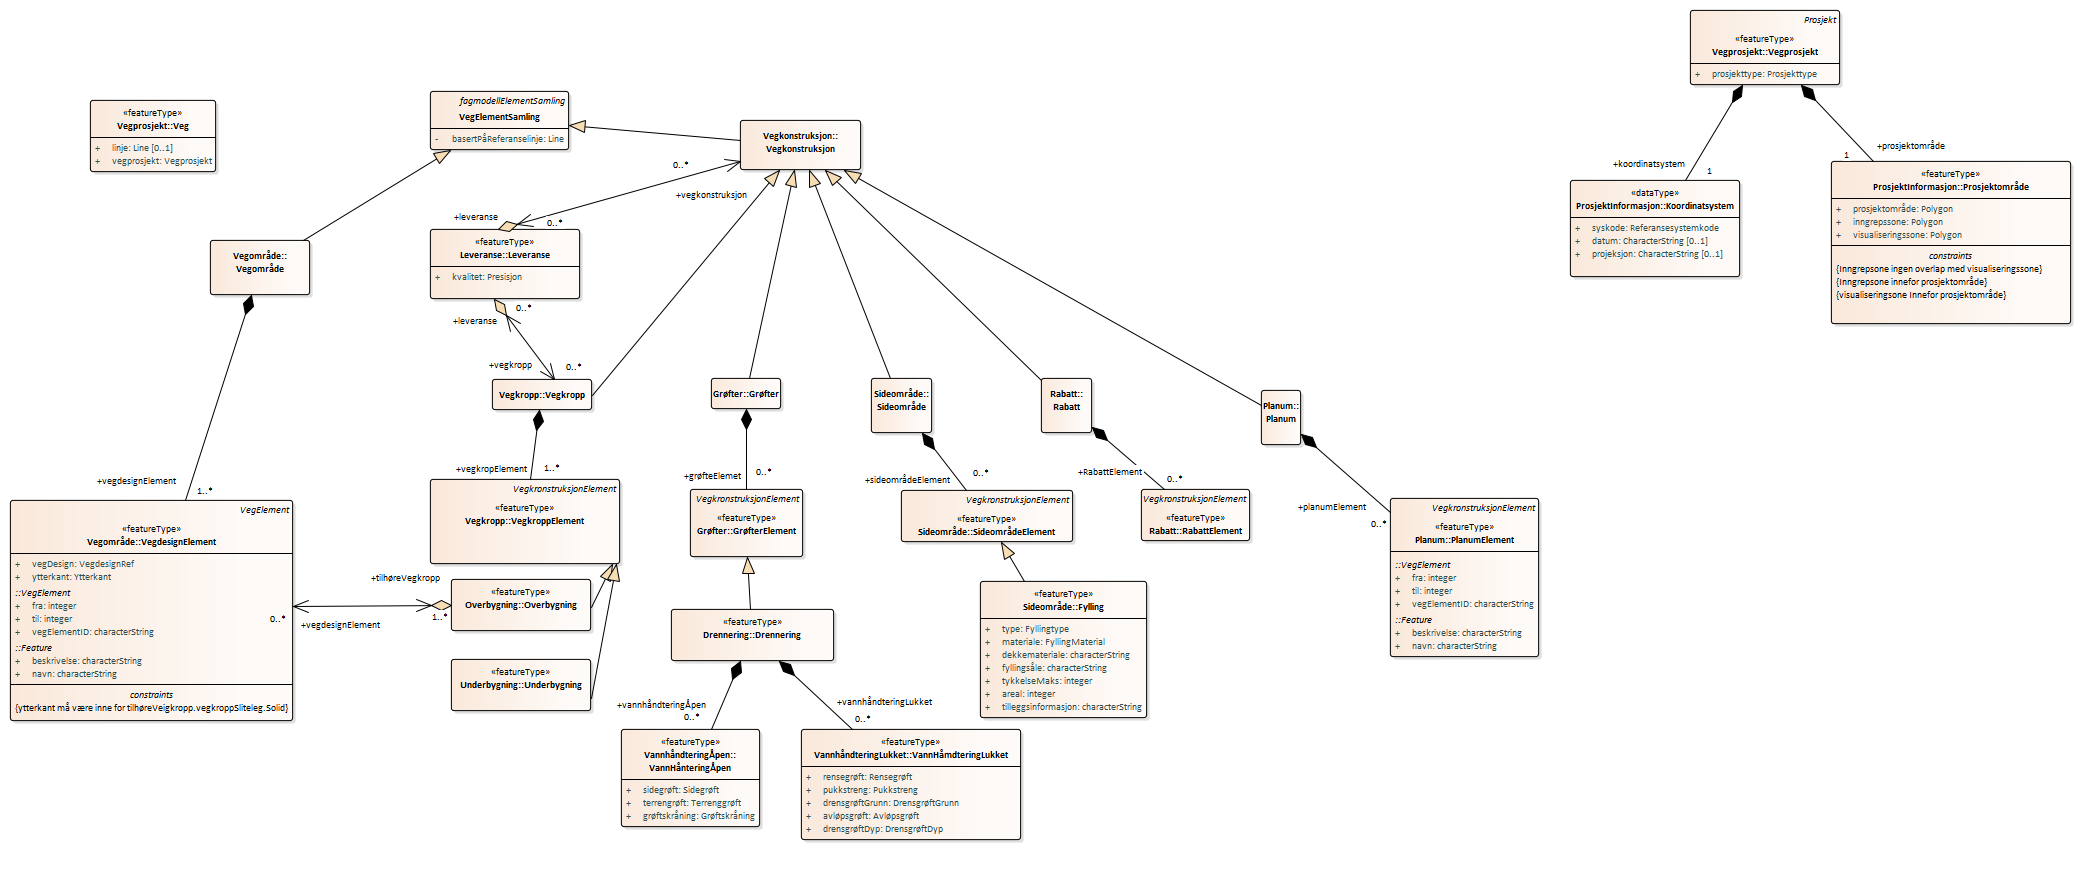 Prosjekt
«featureType»
Vegprosjekt::Vegprosjekt
+ prosjekttype: Prosjekttype
«featureType»
Vegprosjekt::Veg
+ linje: Line [0..1]
+ vegprosjekt: Vegprosjekt
fagmodellElementSamling
VegElementSamling
- basertPåReferanselinje: Line
Vegkonstruksjon::
Vegkonstruksjon
+koordinatsystem
1
+prosjektområde
1
«dataType»
ProsjektInformasjon::Koordinatsystem
+ syskode: Referansesystemkode
+ datum: CharacterString [0..1]
+ projeksjon: CharacterString [0..1]
«featureType»
ProsjektInformasjon::Prosjektområde
+ prosjektområde: Polygon
+ inngrepssone: Polygon
+ visualiseringssone: Polygon
constraints
{Inngrepsone ingen overlap med visualiseringssone}
{Inngrepsone innefor prosjektområde}
{visualiseringsone Innefor prosjektområde}
0..*
+vegkonstruksjon
+leveranse
0..*
«featureType»
Leveranse::Leveranse
+ kvalitet: Presisjon
0..*
+leveranse
+vegkropp
0..*
Vegområde::
Vegområde
Vegkropp::Vegkropp
Grøfter::Grøfter
Sideområde::
Sideområde
Rabatt::
Rabatt
Planum::
Planum
+vegdesignElement
1..*
+vegkropElement
1..*
+grøfteElemet
0..*
+sideområdeElement
0..*
+RabattElement
0..*
+planumElement
0..*
VegElement
«featureType»
Vegområde::VegdesignElement
+ vegDesign: VegdesignRef
+ ytterkant: Ytterkant
::VegElement
+ fra: integer
+ til: integer
+ vegElementID: characterString
::Feature
+ beskrivelse: characterString
+ navn: characterString
constraints
{ytterkant må være inne for tilhøreVeigkropp.vegkroppSliteleg.Solid}
VegkronstruksjonElement
«featureType»
Vegkropp::VegkroppElement
VegkronstruksjonElement
«featureType»
Grøfter::GrøfterElement
VegkronstruksjonElement
«featureType»
Sideområde::SideområdeElement
VegkronstruksjonElement
«featureType»
Rabatt::RabattElement
VegkronstruksjonElement
«featureType»
Planum::PlanumElement
::VegElement
+ fra: integer
+ til: integer
+ vegElementID: characterString
::Feature
+ beskrivelse: characterString
+ navn: characterString
+tilhøreVegkropp
1..*
0..*
+vegdesignElement
«featureType»
Overbygning::Overbygning
«featureType»
Underbygning::Underbygning
«featureType»
Drennering::Drennering
«featureType»
Sideområde::Fylling
+ type: Fyllingtype
+ materiale: FyllingMaterial
+ dekkemateriale: characterString
+ fyllingsåle: characterString
+ tykkelseMaks: integer
+ areal: integer
+ tilleggsinformasjon: characterString
+vannhåndteringÅpen
0..*
+vannhåndteringLukket
0..*
«featureType»
VannhåndteringÅpen::
VannHånteringÅpen
+ sidegrøft: Sidegrøft
+ terrengrøft: Terrenggrøft
+ grøftskråning: Grøftskråning
«featureType»
VannhåndteringLukket::VannHåmdteringLukket
+ rensegrøft: Rensegrøft
+ pukkstreng: Pukkstreng
+ drensgrøftGrunn: DrensgrøftGrunn
+ avløpsgrøft: Avløpsgrøft
+ drensgrøftDyp: DrensgrøftDyp